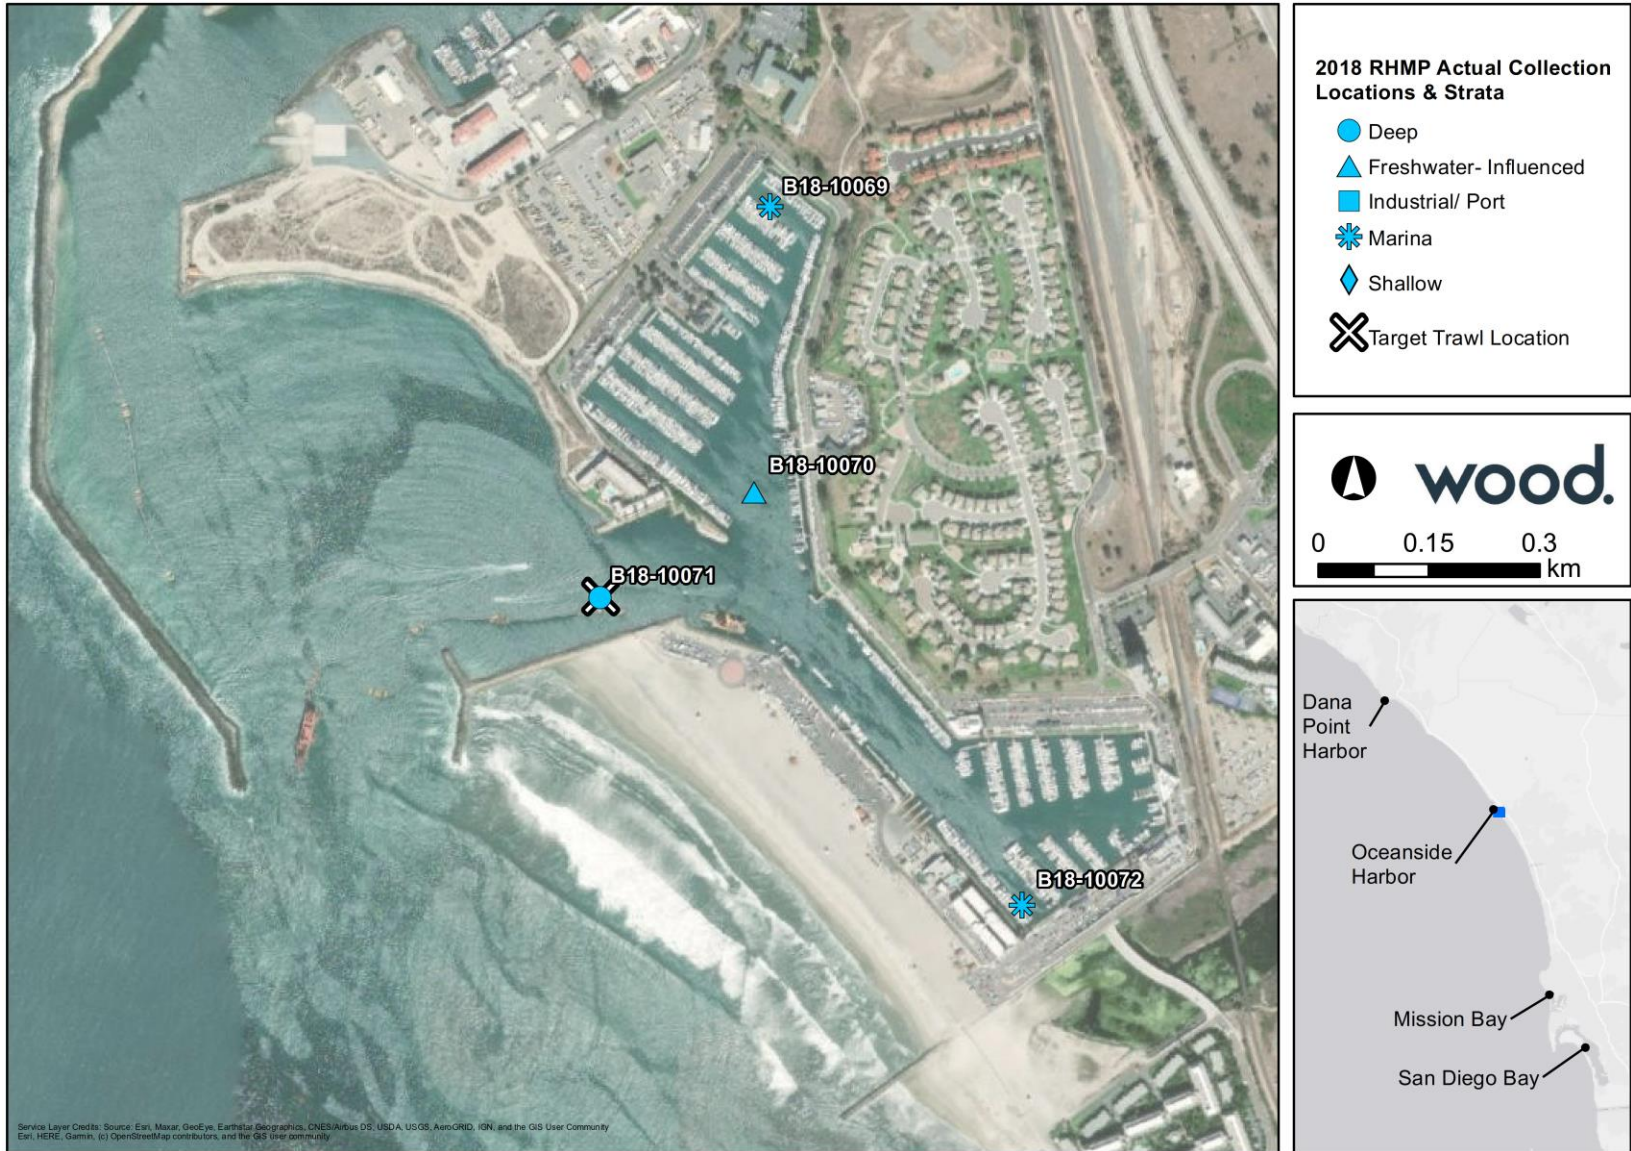 B18-10069
B18-10070
B18-10071
B18-10072
Service Layer Credits: Source: Esri, Maxar, GeoEye, Earthstar Geographics, CNES/Airbus DS, USDA, USGS, AeroGRID, IGN, and the GIS User Community
Esri, HERE, Garmin, (c) OpenStreetMap contributors, and the GIS user community
2018 RHMP Actual Collection
Locations & Strata
Deep
Freshwater- Influenced
Industrial/ Port
Marina
Shallow
Target Trawl Location
wood.
0 0.15 0.3
km
Dana
Point
Harbor
Oceanside
Harbor
Mission Bay
San Diego Bay